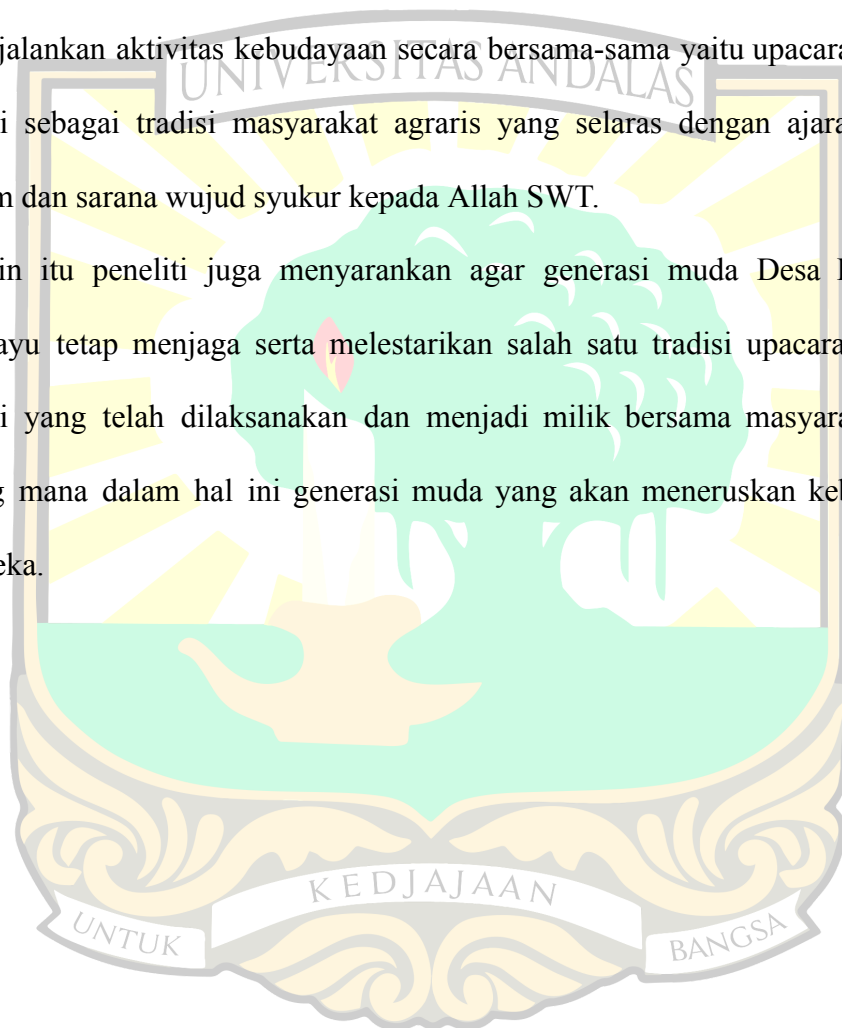 jalankan aktivitas kebudayaan secara bersama-sama yaitu upacara
UNIVERSITAS ANDALAS
i sebagai tradisi masyarakat agraris yang selaras dengan ajara
m dan sarana wujud syukur kepada Allah SWT.
in itu peneliti juga menyarankan agar generasi muda Desa
ayu tetap menjaga serta melestarikan salah satu tradisi upacara
i yang telah dilaksanakan dan menjadi milik bersama masyara
g mana dalam hal ini generasi muda yang akan meneruskan keb
eka.
UNTUK KEDJAJAAN BANGSA